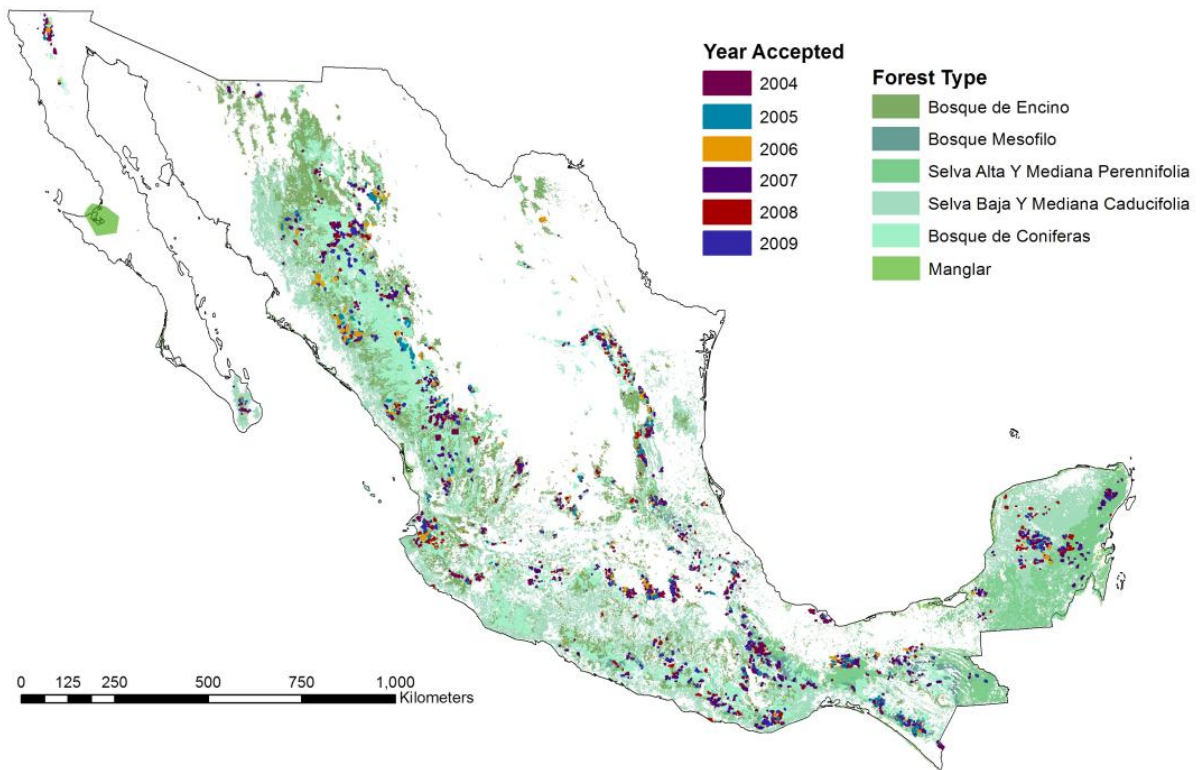 Year Accepted
2004
2005
2006
2007
2008
2009
Forest Type
Bosque de Encino
Bosque Mesofilo
Selva Alta Y Mediana Perennifolia
Selva Baja Y Mediana Caducifolia
Bosque de Coniferas
Manglar
0 125 250 500 750 1,000
Kilometers